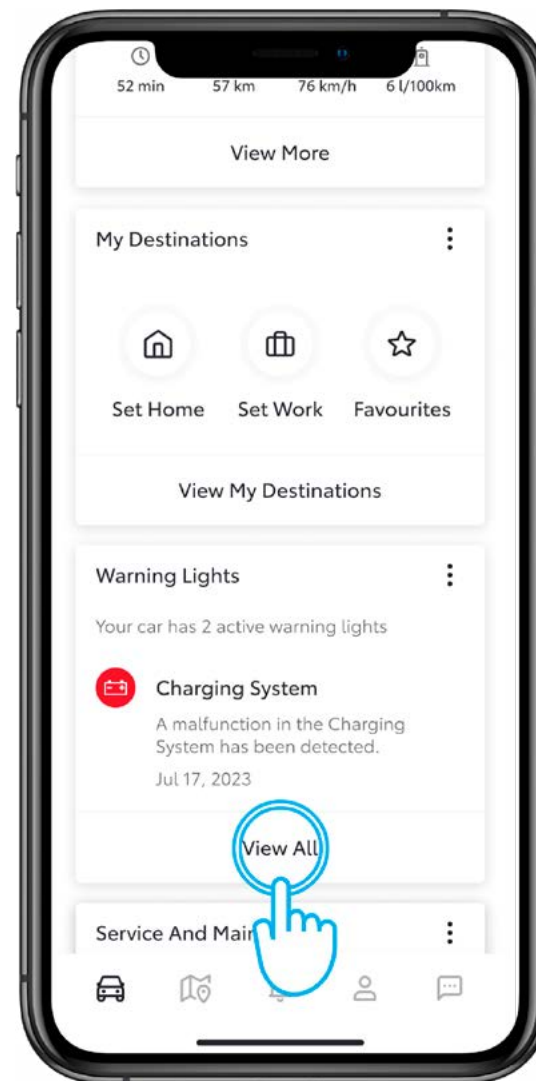 52 min 57 km 76 km/h 6 l/100km
View More
My Destinations
Set Home Set Work Favourites
View My Destinations
Warning Lights
Your car has 2 active warning lights
Charging System
A malfunction in the Charging
System has been detected.
Jul 17, 2023
View All
Service And